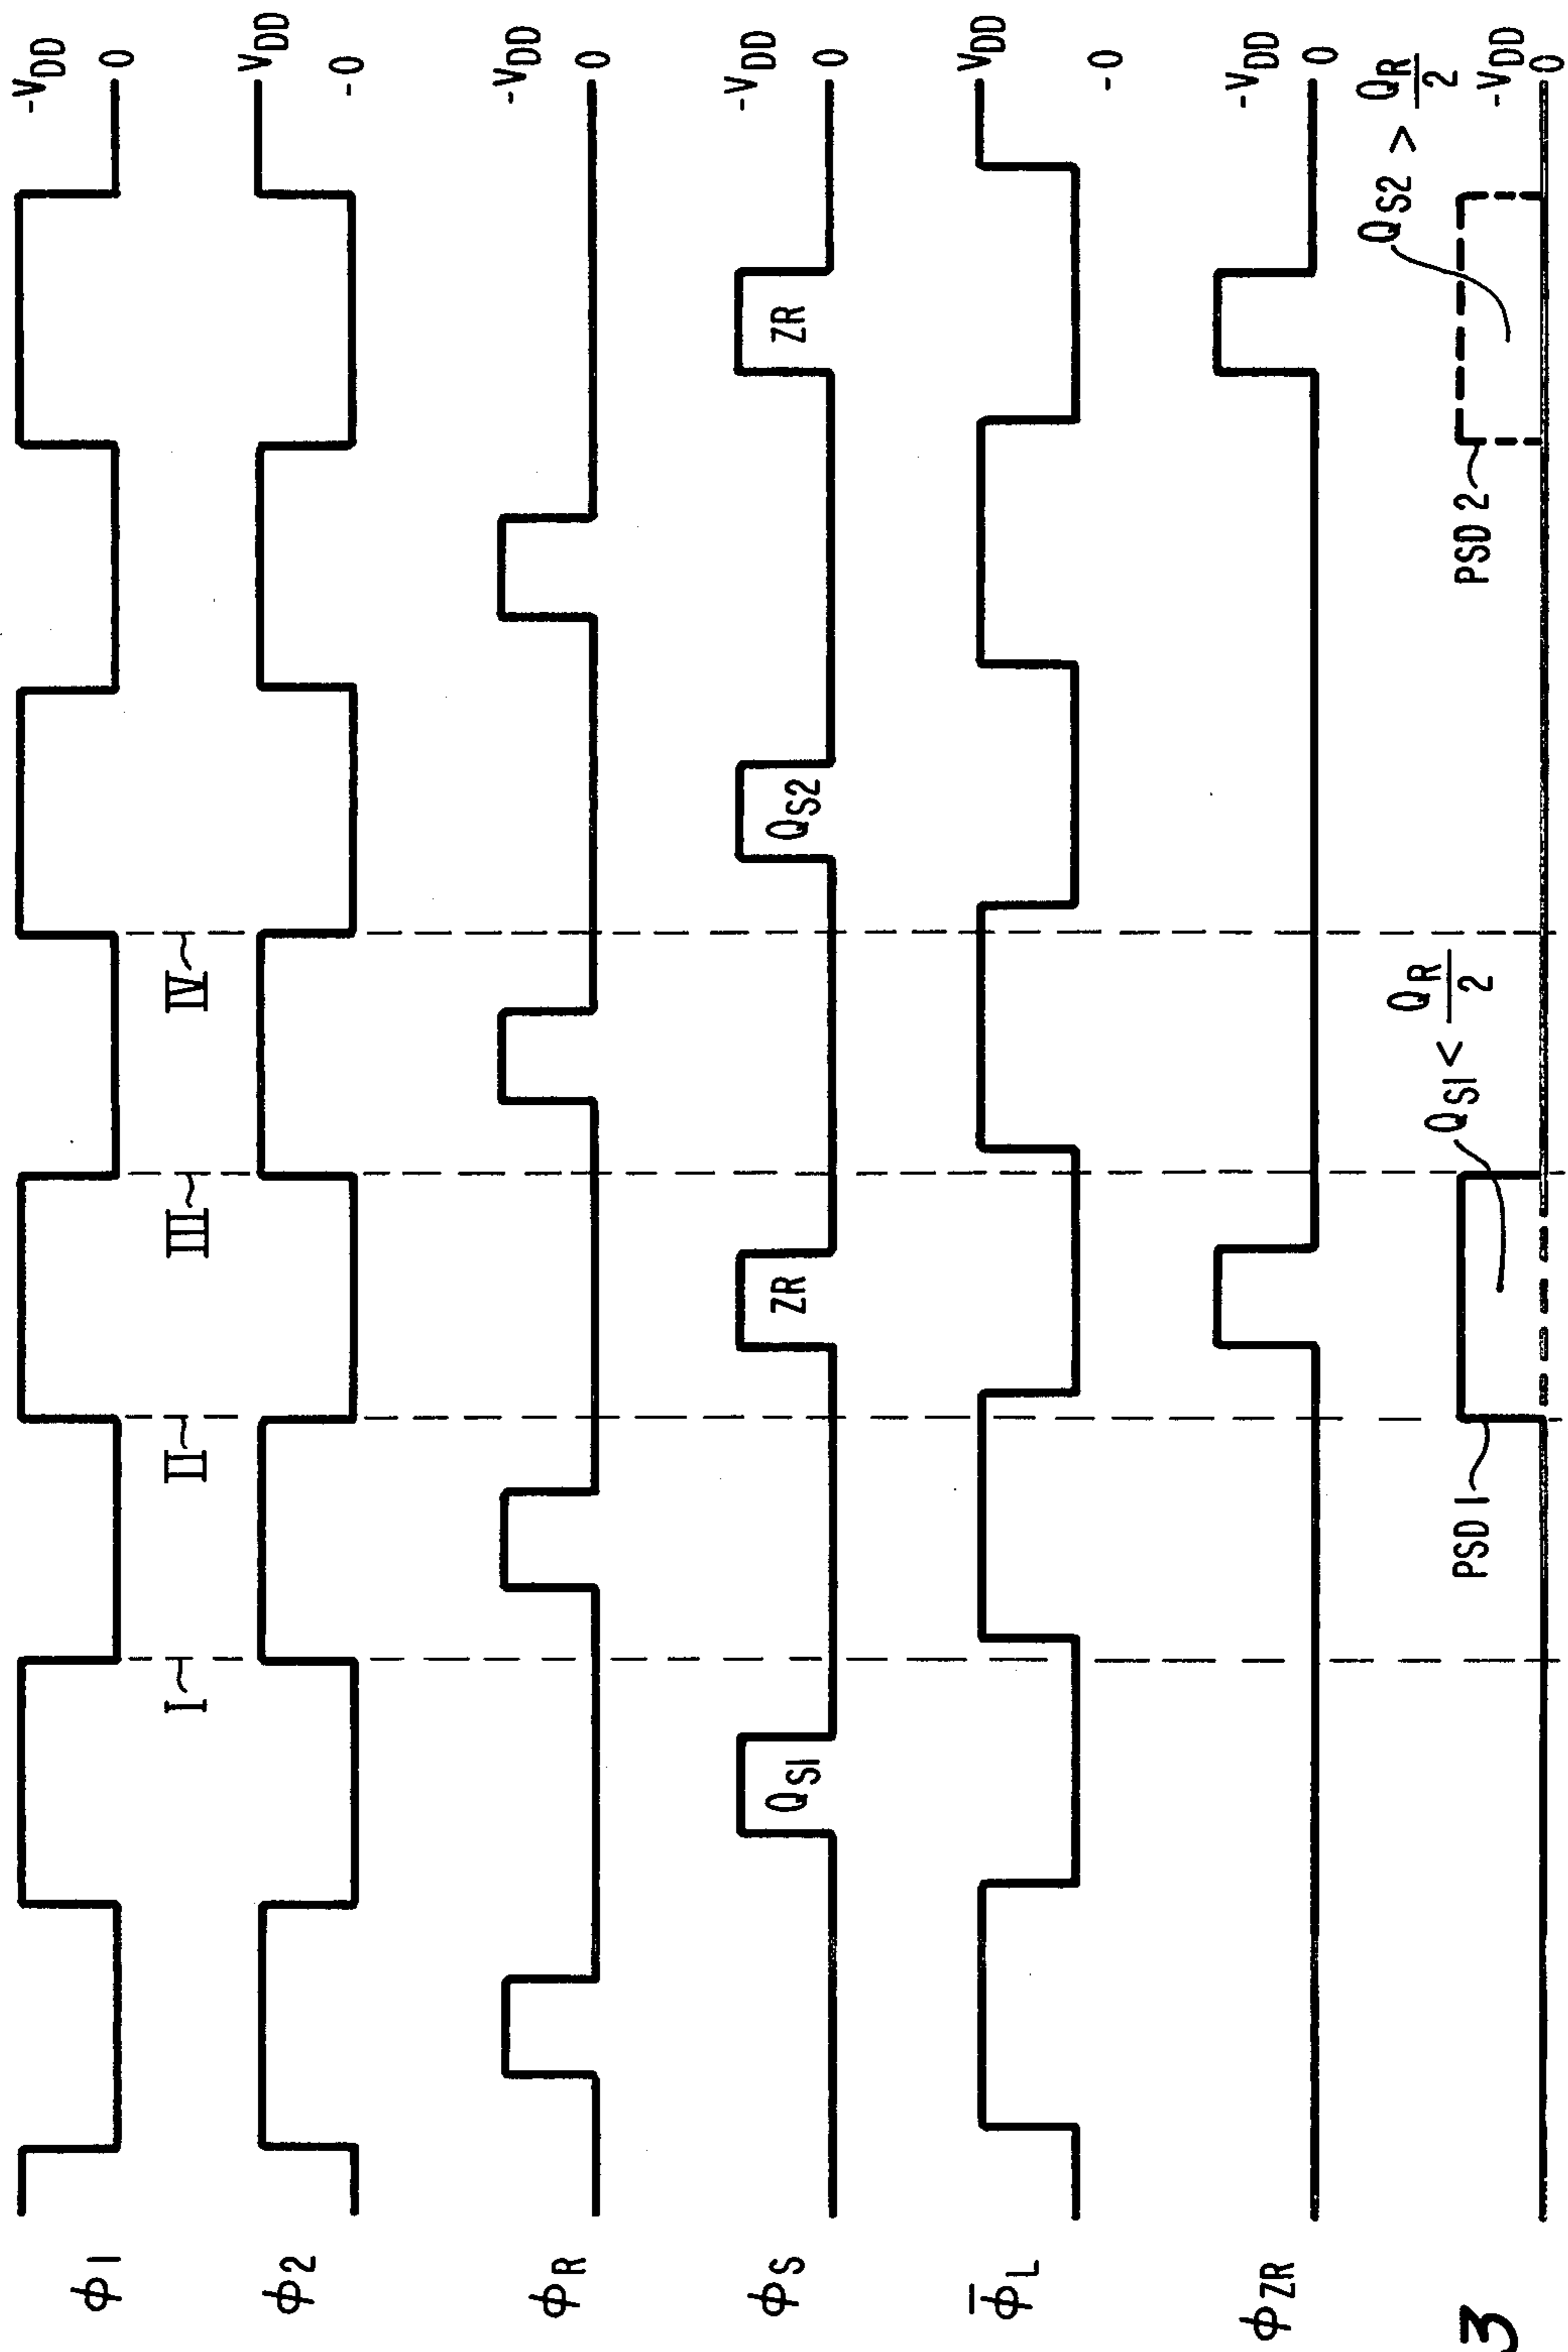 ϕ1 -VDD 0
I II III IV
ϕ2 VDD -0
ϕR -VDD 0
ϕS QS1 ZR QS2 ZR -VDD 0
ϕ̅L VDD -0
ϕZR -VDD 0
QS1 < QR/2 QS2 > QR/2
PSD 1 PSD 2 -VDD 0
3